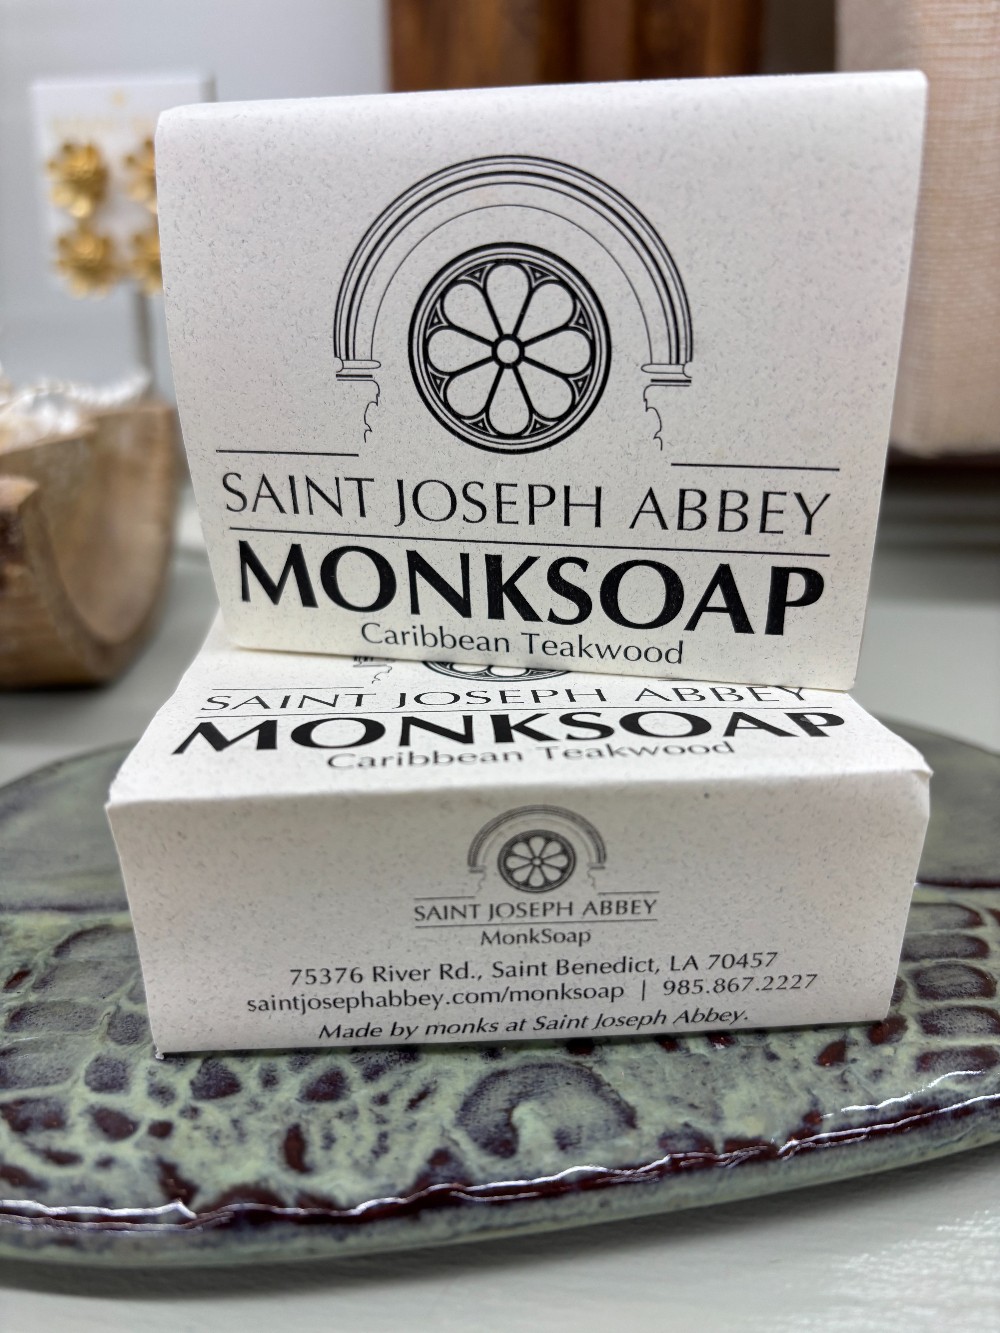 SAINT JOSEPH ABBEY
MONKSOAP
Caribbean Teakwood
SAINT JOSEPH ABBEY
MONKSOAP
Caribbean Teakwood
SAINT JOSEPH ABBEY
MonkSoap
75376 River Rd., Saint Benedict, LA 70457
saintjosephabbey.com/monksoap | 985.867.2227
Made by monks at Saint Joseph Abbey.